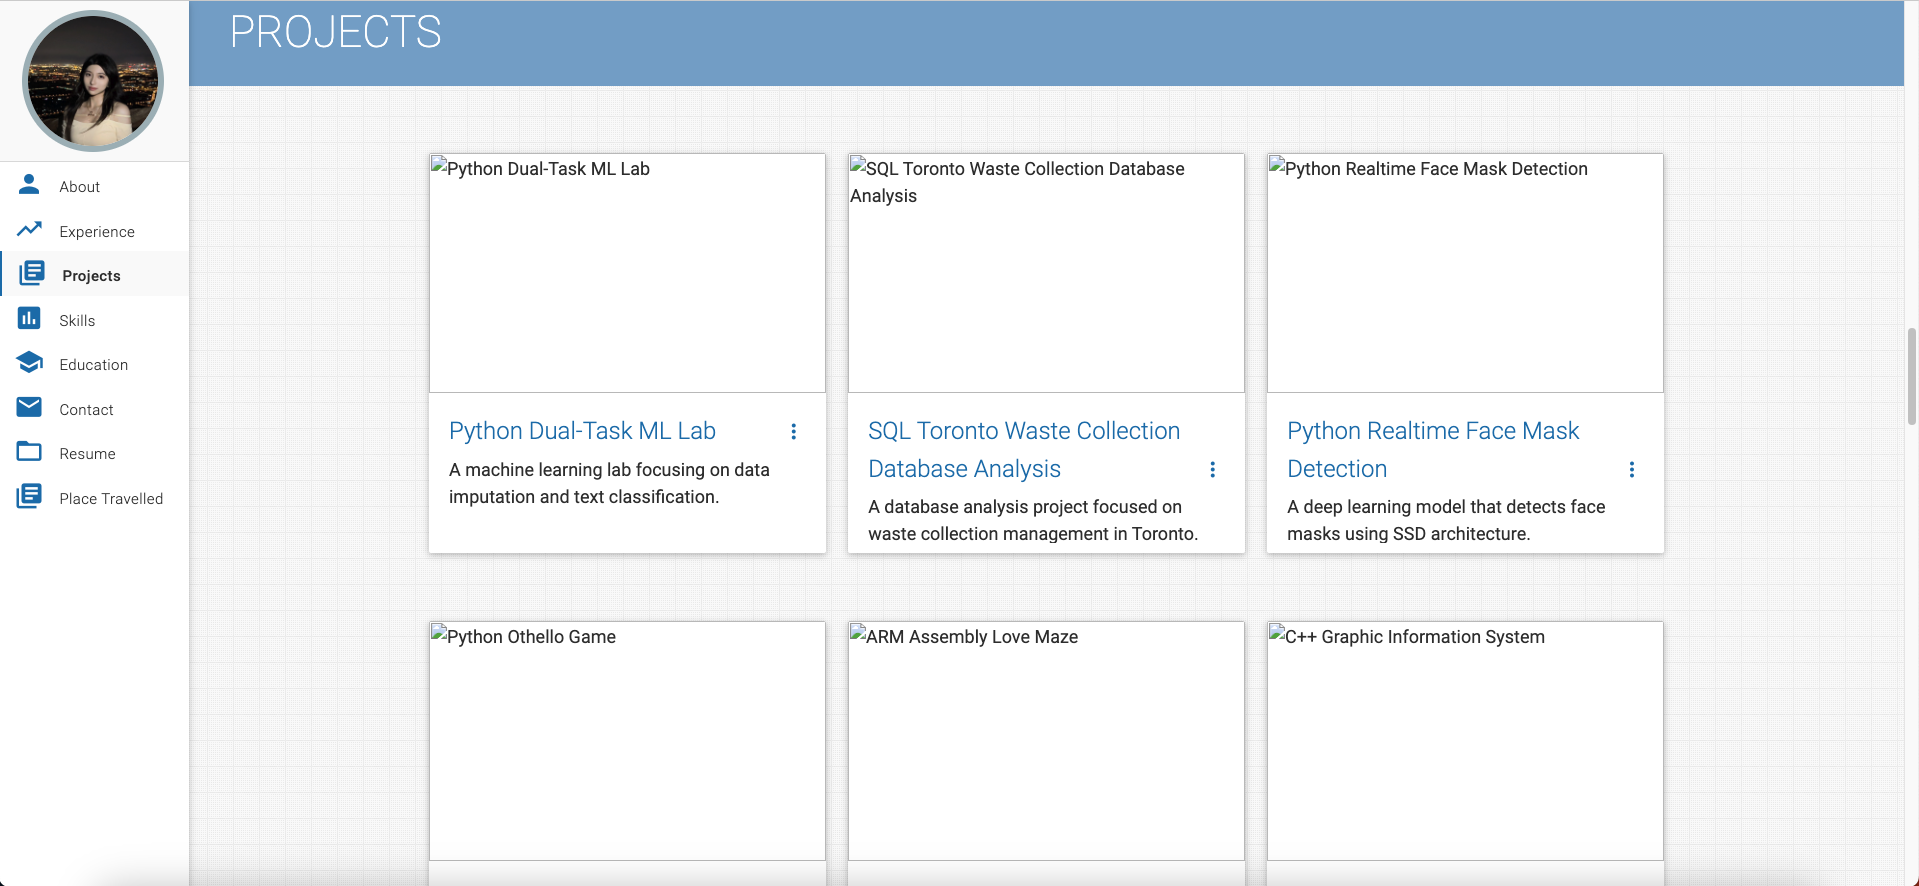 PROJECTS
About
Experience
Projects
Skills
Education
Contact
Resume
Place Travelled
Python Dual-Task ML Lab
Python Dual-Task ML Lab
A machine learning lab focusing on data
imputation and text classification.
SQL Toronto Waste Collection Database
Analysis
SQL Toronto Waste Collection
Database Analysis
A database analysis project focused on
waste collection management in Toronto.
Python Realtime Face Mask Detection
Python Realtime Face Mask
Detection
A deep learning model that detects face
masks using SSD architecture.
Python Othello Game
ARM Assembly Love Maze
C++ Graphic Information System